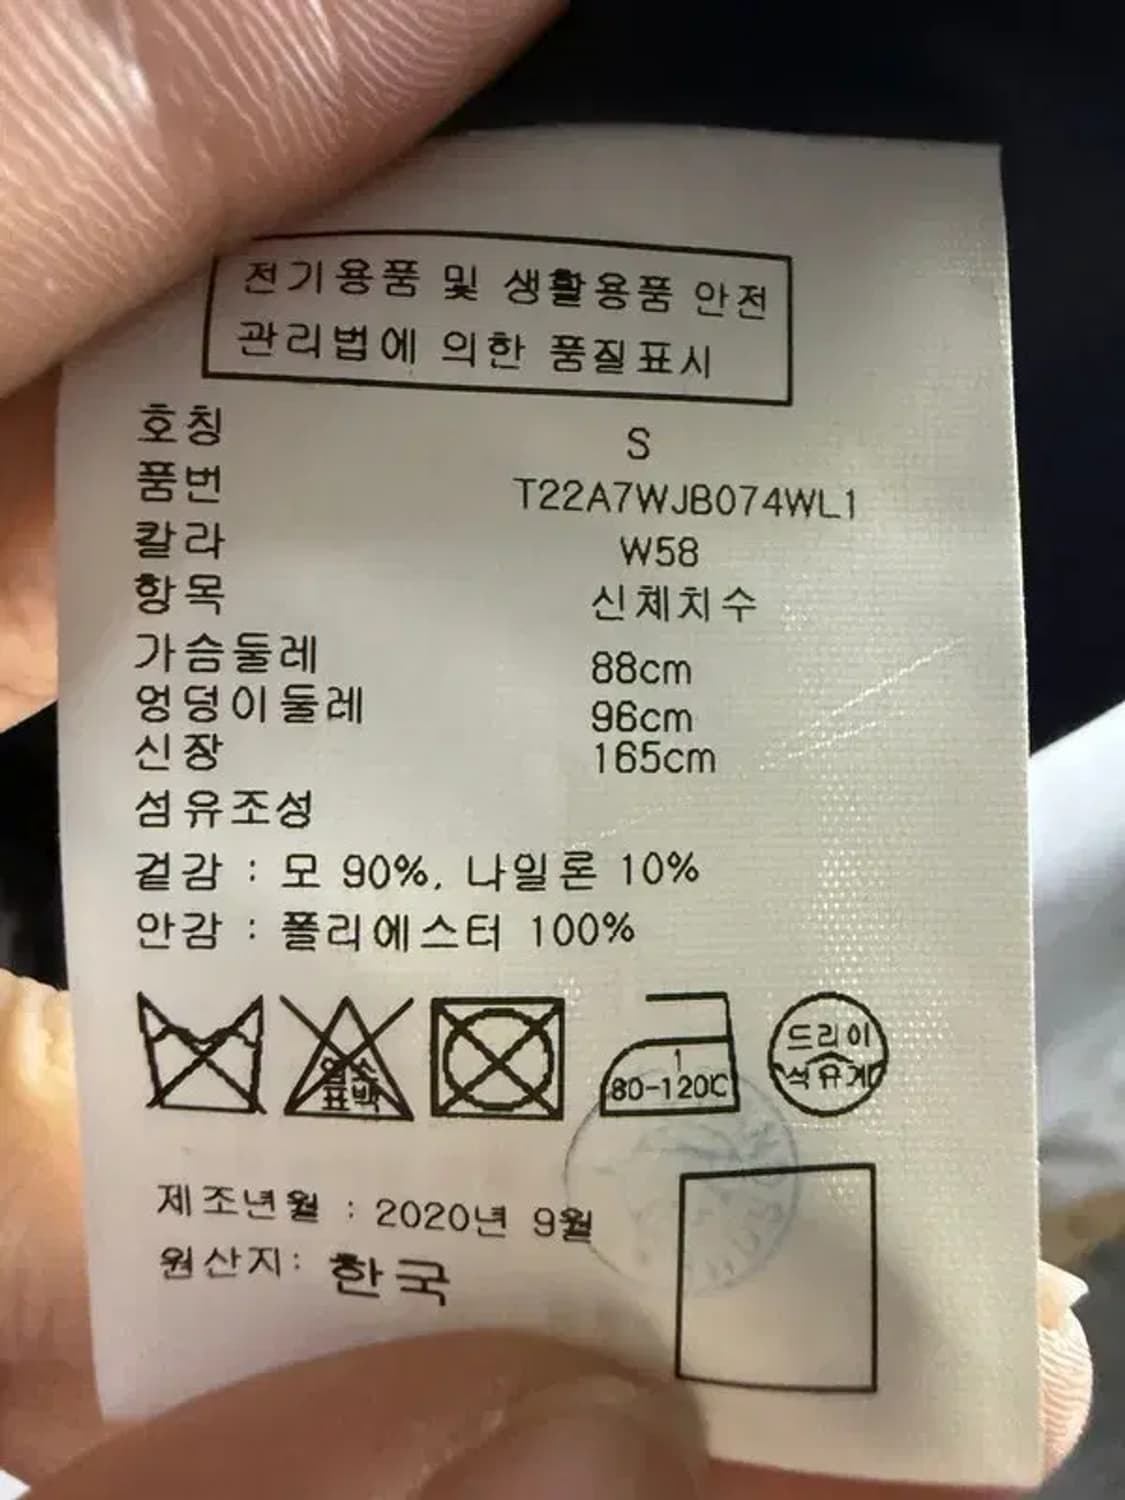 전기용품 및 생활용품 안전
관리법에 의한 품질표시
호칭 S
품번 T22A7WJB074WL1
칼라 W58
항목 신체치수
가슴둘레 88cm
엉덩이둘레 96cm
신장 165cm
섬유조성
겉감 : 모 90%, 나일론 10%
안감 : 폴리에스터 100%
염소
표백
1
80-120℃
드라이
석유계
제조년월 : 2020년 9월
원산지: 한국